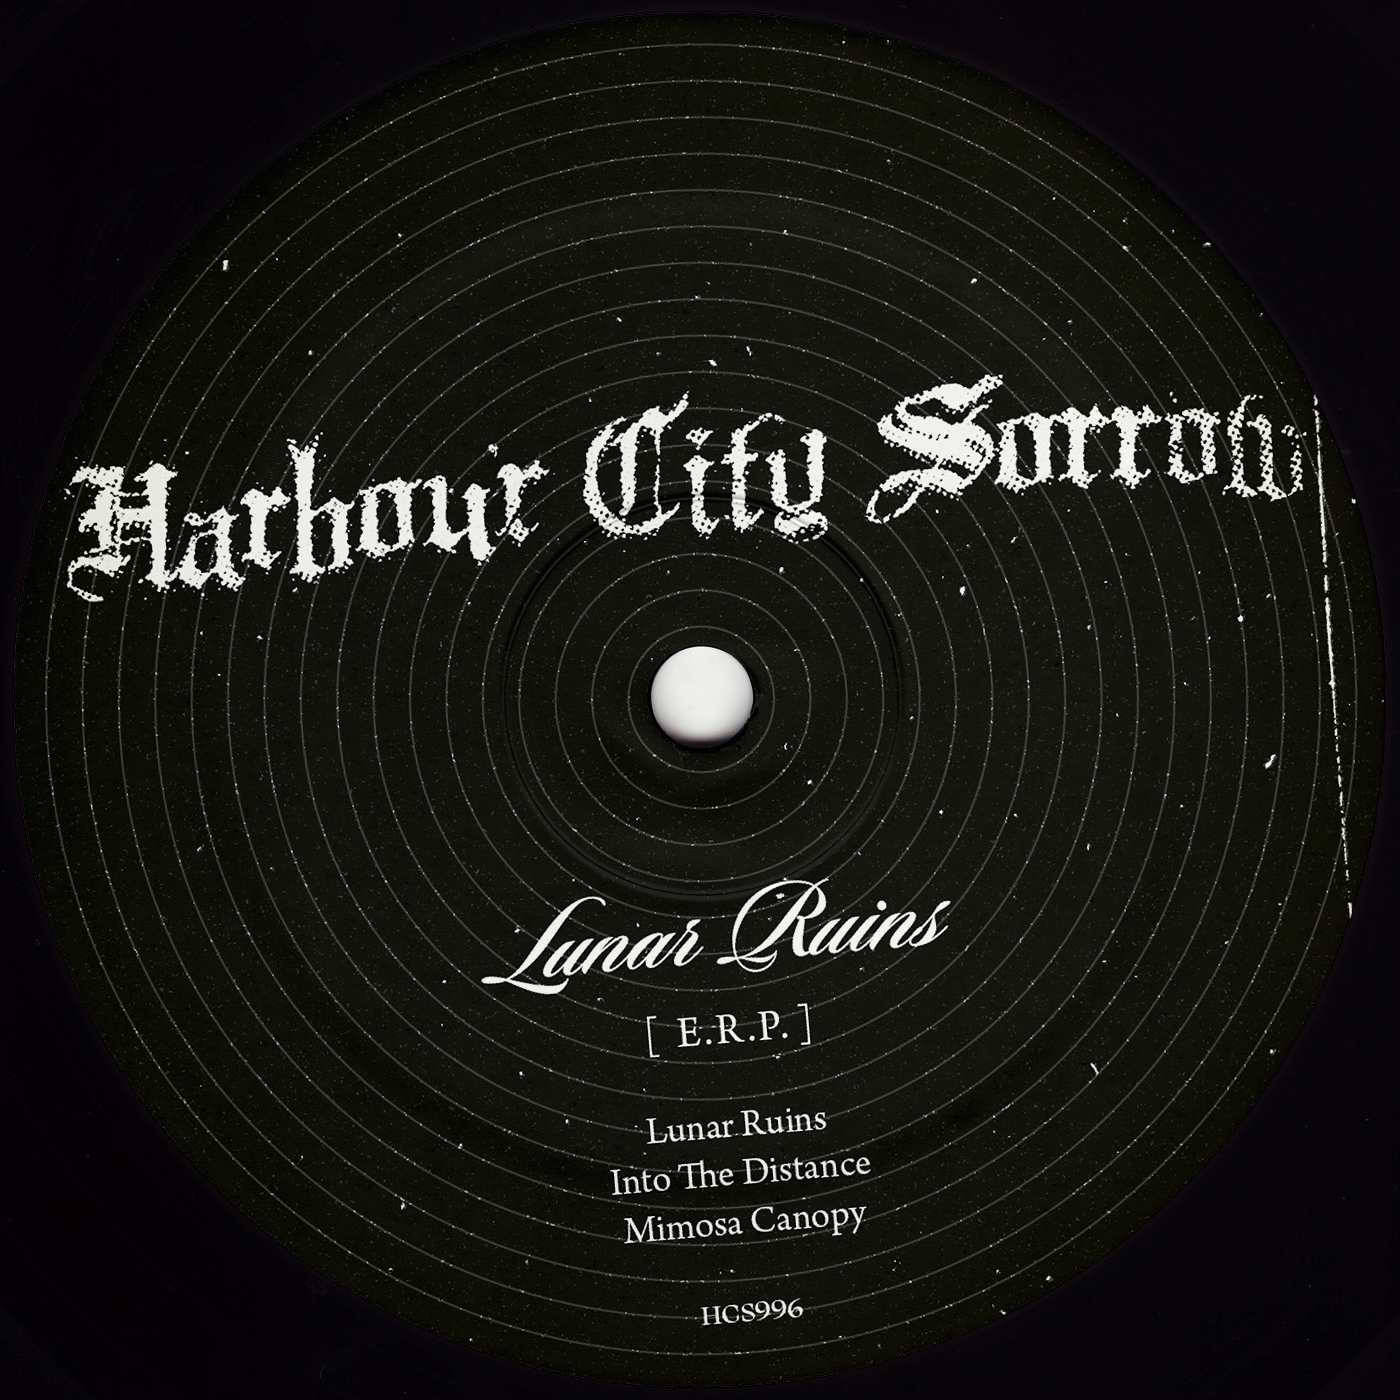 Harbour City Sorrow
Lunar Ruins
[ E.R.P. ]
Lunar Ruins
Into The Distance
Mimosa Canopy
HCS996